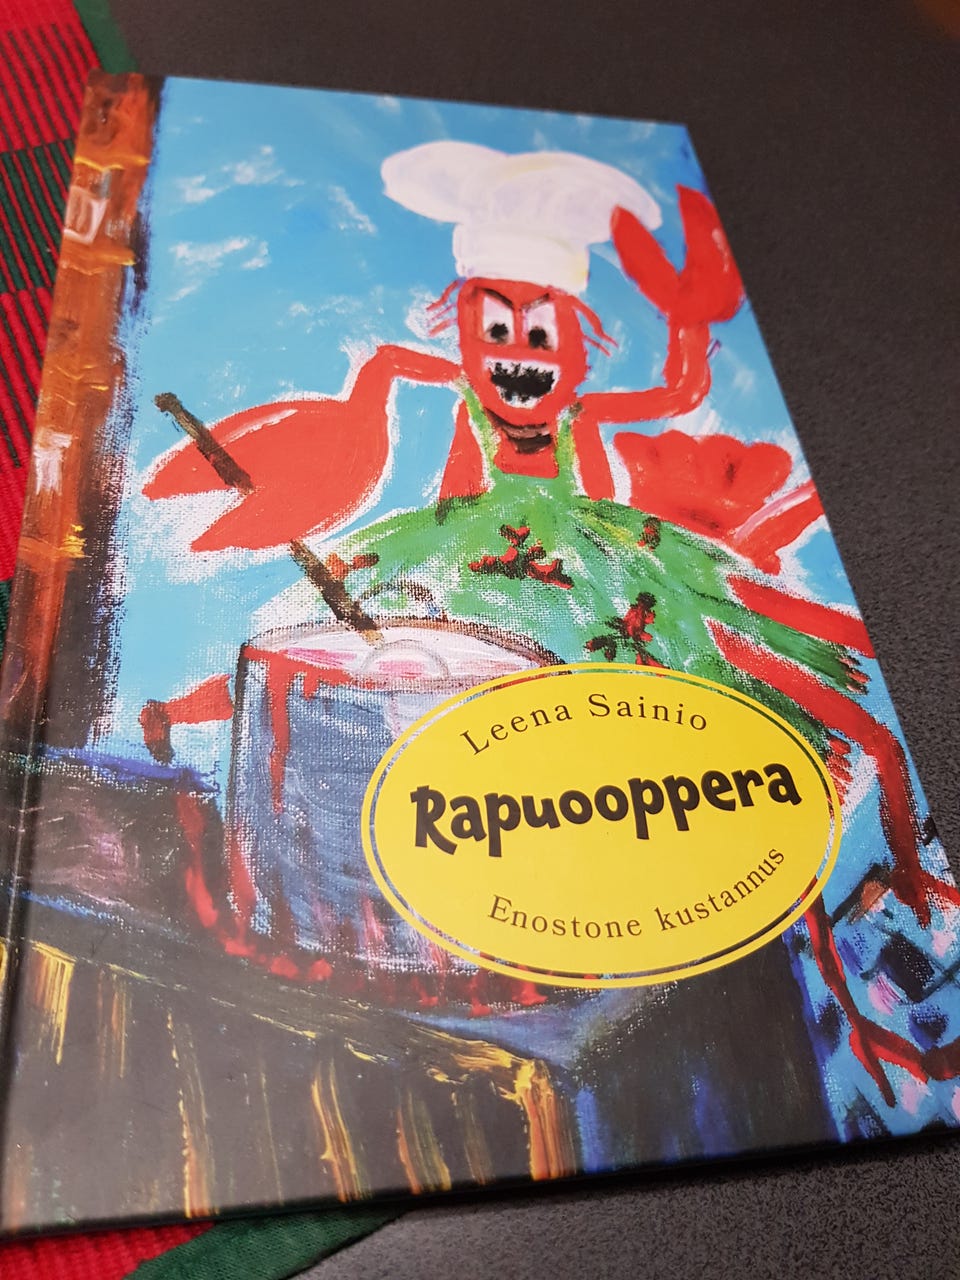 Leena Sainio
Rapuooppera
Enostone kustannus